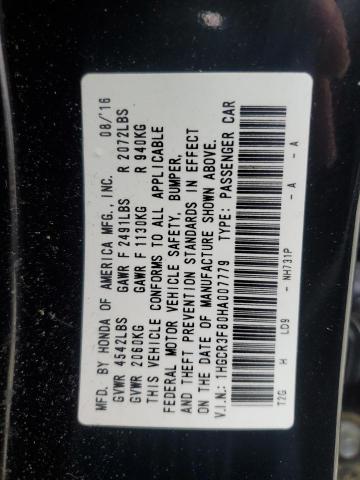 MFD. BY HONDA OF AMERICA MFG., INC. 08/'16
GVWR 4542LBS GAWR F 2491LBS R 2072LBS
GVWR 2060KG GAWR F 1130KG R 940KG
THIS VEHICLE CONFORMS TO ALL APPLICABLE
FEDERAL MOTOR VEHICLE SAFETY, BUMPER,
AND THEFT PREVENTION STANDARDS IN EFFECT
ON THE DATE OF MANUFACTURE SHOWN ABOVE.
V.I.N.: 1HGCR3F80HA007779 TYPE: PASSENGER CAR
T2G H LD9 - NH731P - A - A